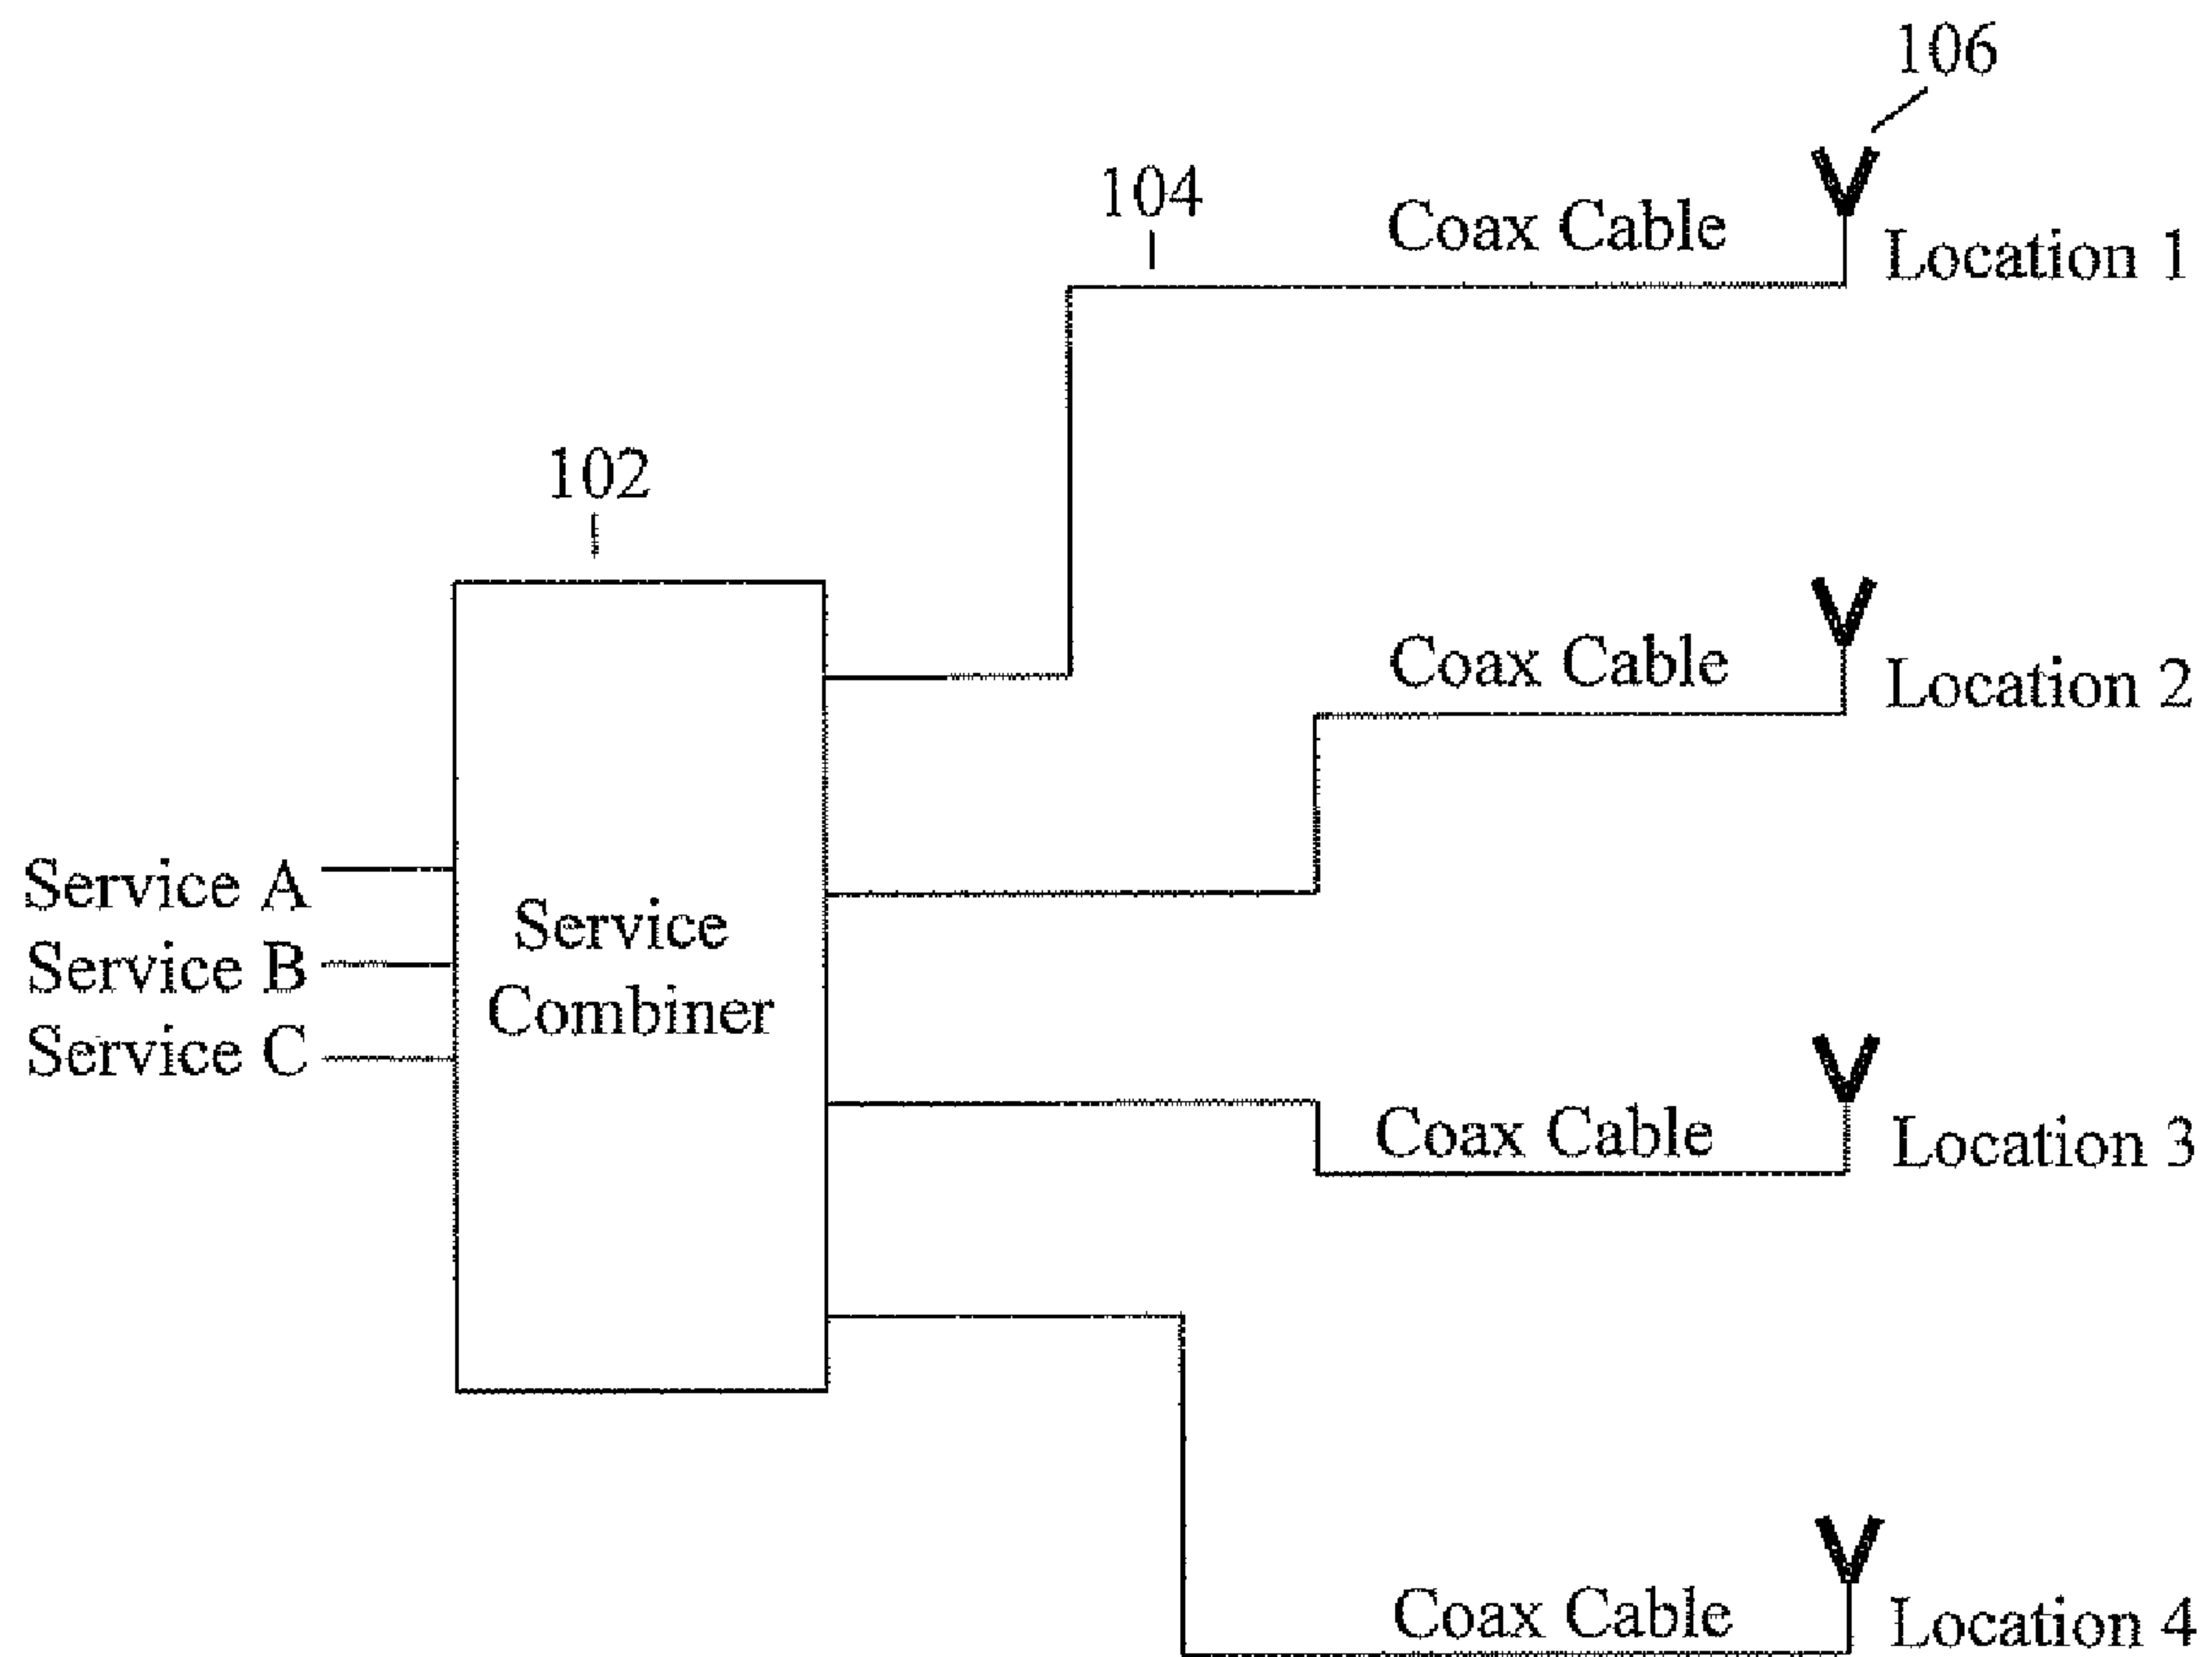 106
104
Coax Cable
Location 1
102
Coax Cable
Location 2
Service A
Service B
Service C
Service
Combiner
Coax Cable
Location 3
Coax Cable
Location 4